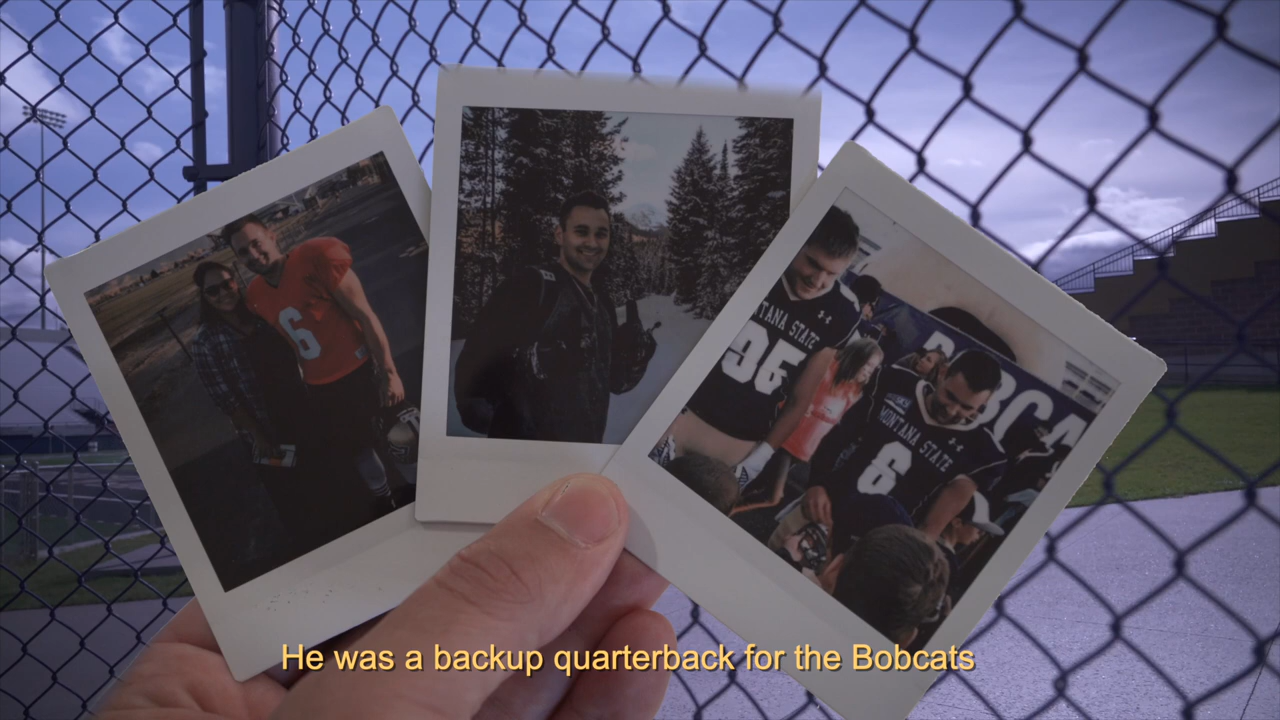 6
MONTANA STATE
95
BOBCA
MONTANA STATE
6
He was a backup quarterback for the Bobcats